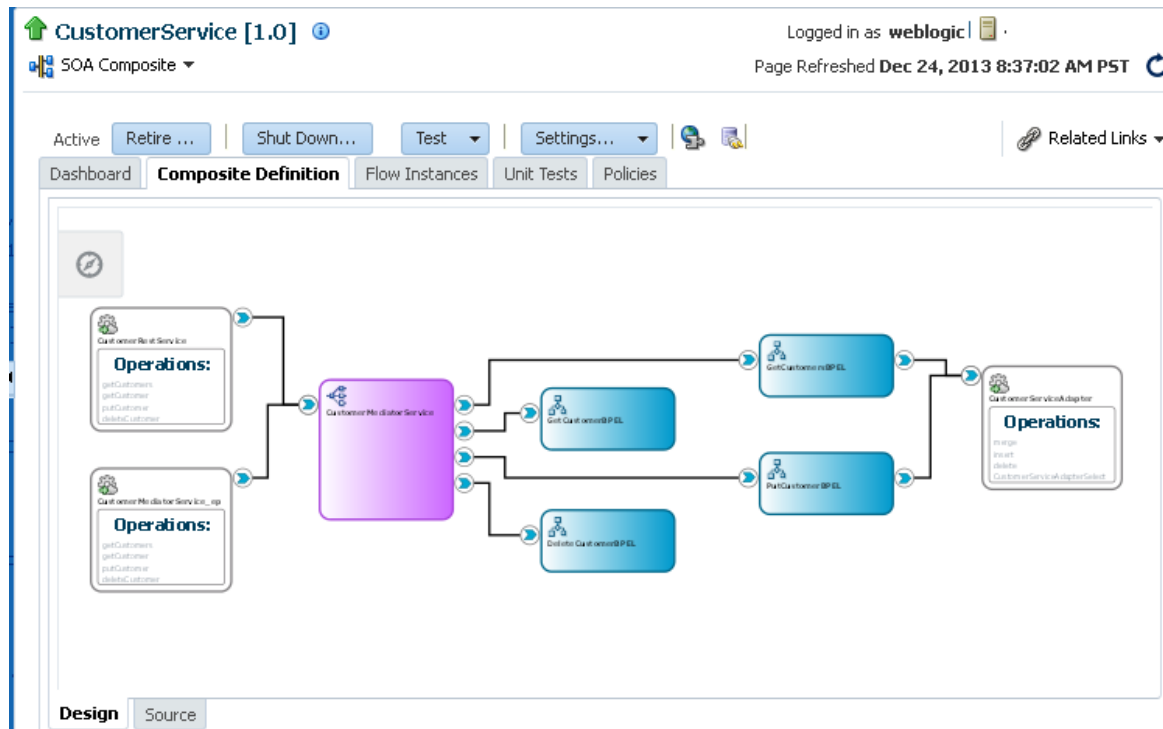 CustomerService [1.0]
Logged in as weblogic
SOA Composite
Page Refreshed Dec 24, 2013 8:37:02 AM PST
Active Retire ... Shut Down... Test Settings... Related Links
Dashboard Composite Definition Flow Instances Unit Tests Policies
CustomerRestService
Operations:
getCustomers
getCustomer
putCustomer
deleteCustomer
CustomerMediatorService_ep
Operations:
getCustomers
getCustomer
putCustomer
deleteCustomer
CustomerMediatorService
GetCustomersBPEL
GetCustomerBPEL
PutCustomerBPEL
DeleteCustomerBPEL
CustomerServiceAdapter
Operations:
merge
insert
delete
CustomerServiceAdapterSelect
Design Source